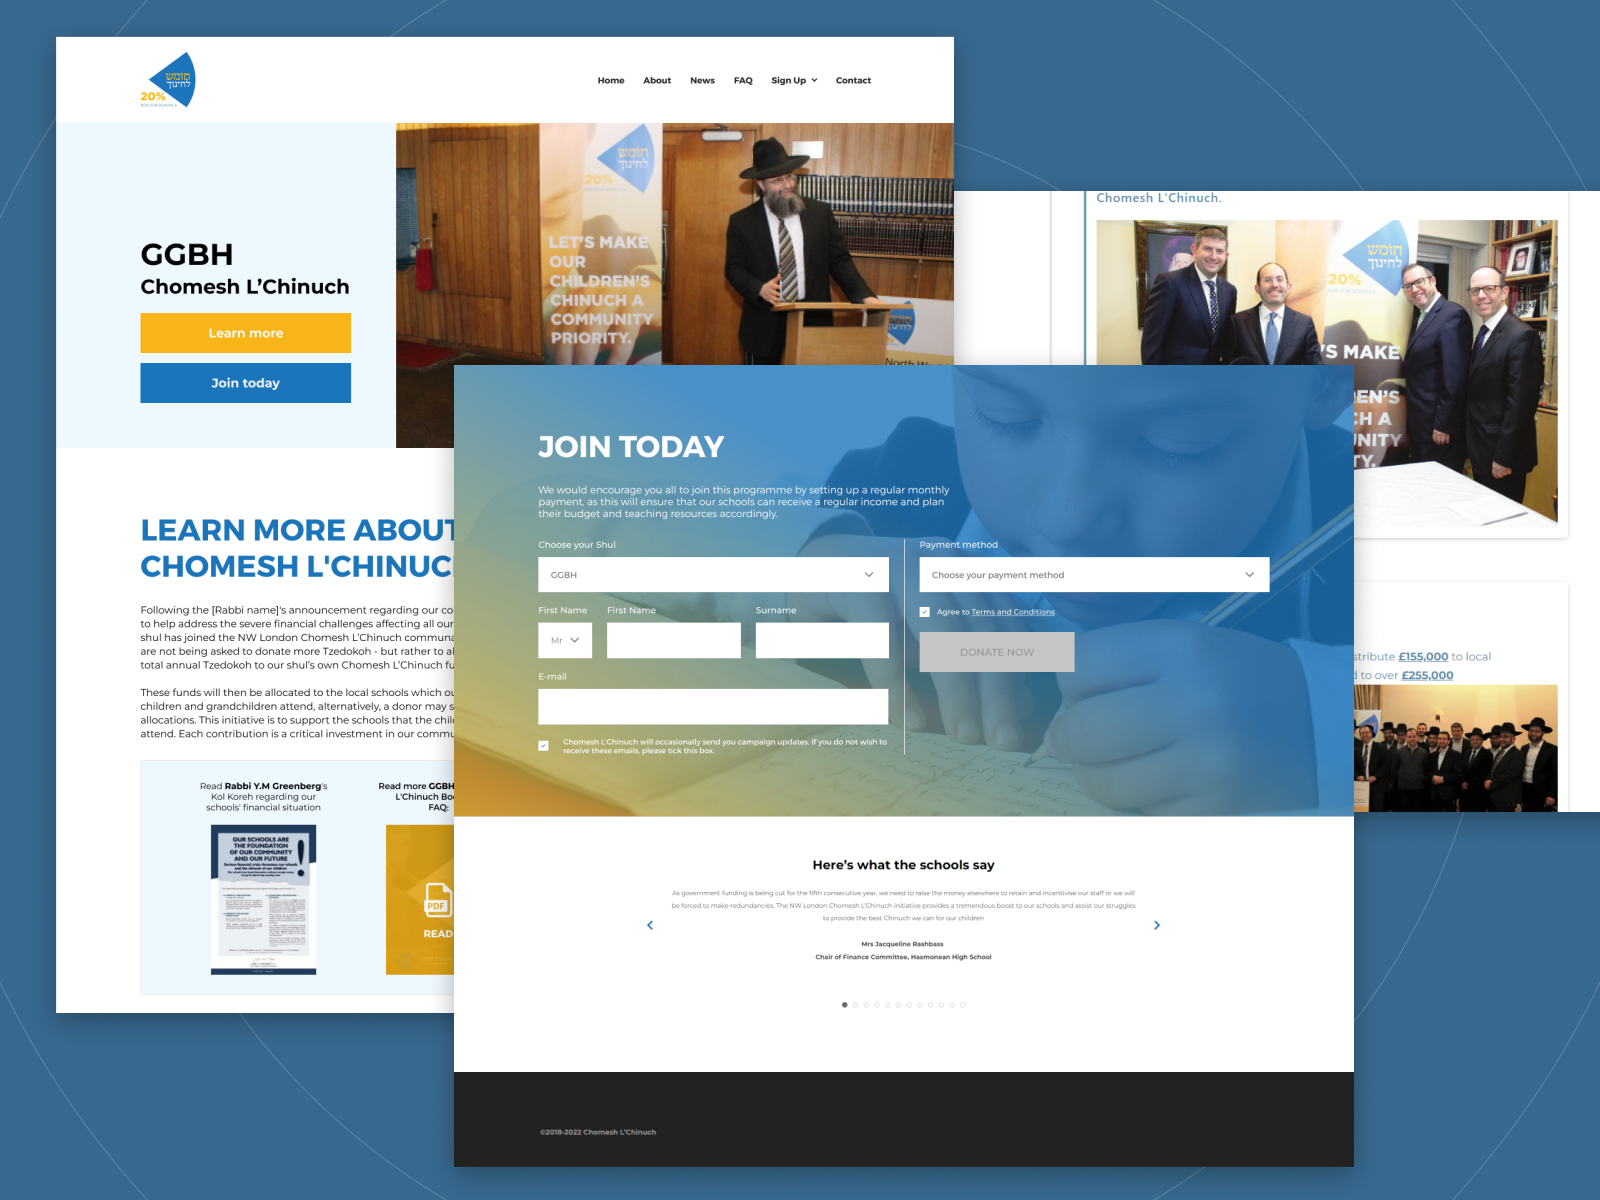 חומש
לחינוך
20%
FOR OUR SCHOOLS
Home About News FAQ Sign Up Contact
GGBH
Chomesh L’Chinuch
Learn more
Join today
חומש
לחינוך
20%
LET'S MAKE
OUR
CHILDREN'S
CHINUCH A
COMMUNITY
PRIORITY.
חומש
לחינוך
North W
Chomesh L'Chinuch.
חומש
לחינוך
20%
FOR OUR SCHOOLS
'S MAKE
EN'S
CH A
UNITY
TY.
LEARN MORE ABOUT
CHOMESH L'CHINUC
Following the [Rabbi name]'s announcement regarding our co
to help address the severe financial challenges affecting all our
shul has joined the NW London Chomesh L’Chinuch communa
are not being asked to donate more Tzedokoh - but rather to al
total annual Tzedokoh to our shul’s own Chomesh L’Chinuch fu
These funds will then be allocated to the local schools which ou
children and grandchildren attend, alternatively, a donor may s
allocations. This initiative is to support the schools that the chil
attend. Each contribution is a critical investment in our commu
Read Rabbi Y.M Greenberg's
Kol Koreh regarding our
schools' financial situation
OUR SCHOOLS ARE
THE FOUNDATION
OF OUR COMMUNITY
AND OUR FUTURE
Read more GGBH
L'Chinuch Bo
FAQ:
PDF
READ
JOIN TODAY
We would encourage you all to join this programme by setting up a regular monthly
payment, as this will ensure that our schools can receive a regular income and plan
their budget and teaching resources accordingly.
Choose your Shul
GGBH
First Name First Name Surname
Mr
E-mail
Chomesh L'Chinuch will occasionally send you campaign updates. If you do not wish to
receive these emails, please tick this box.
Payment method
Choose your payment method
Agree to Terms and Conditions
DONATE NOW
stribute £155,000 to local
d to over £255,000
Here’s what the schools say
As government funding is being cut for the fifth consecutive year, we need to raise the money elsewhere to retain and incentivise our staff or we will
be forced to make redundancies. The NW London Chomesh L’Chinuch initiative provides a tremendous boost to our schools and assist our struggles
to provide the best Chinuch we can for our children
Mrs Jacqueline Rashbass
Chair of Finance Committee, Hasmonean High School
©2018-2022 Chomesh L’Chinuch